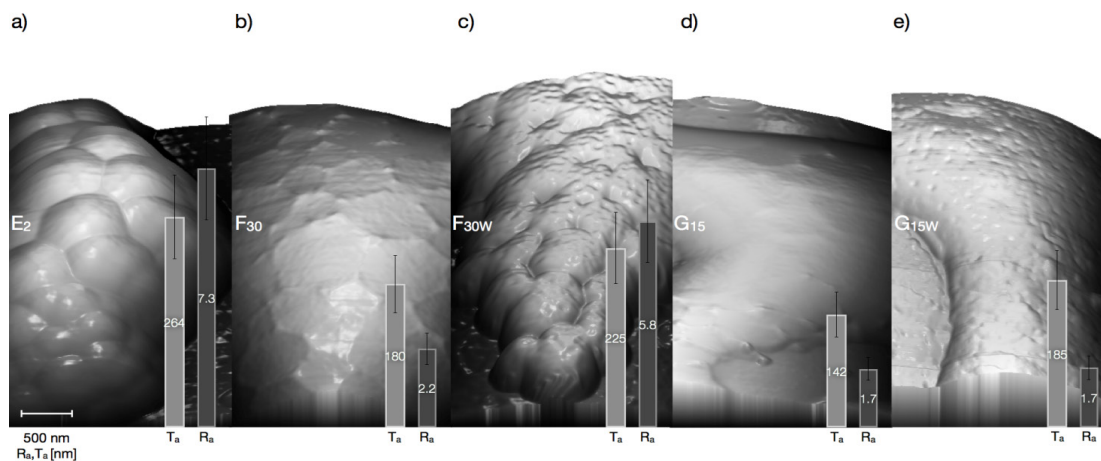 a)
b)
c)
d)
e)
E₂
F₃₀
F₃₀W
G₁₅
G₁₅W
264
7.3
180
2.2
225
5.8
142
1.7
185
1.7
500 nm
Rₐ,Tₐ [nm]
Tₐ
Rₐ
Tₐ
Rₐ
Tₐ
Rₐ
Tₐ
Rₐ
Tₐ
Rₐ